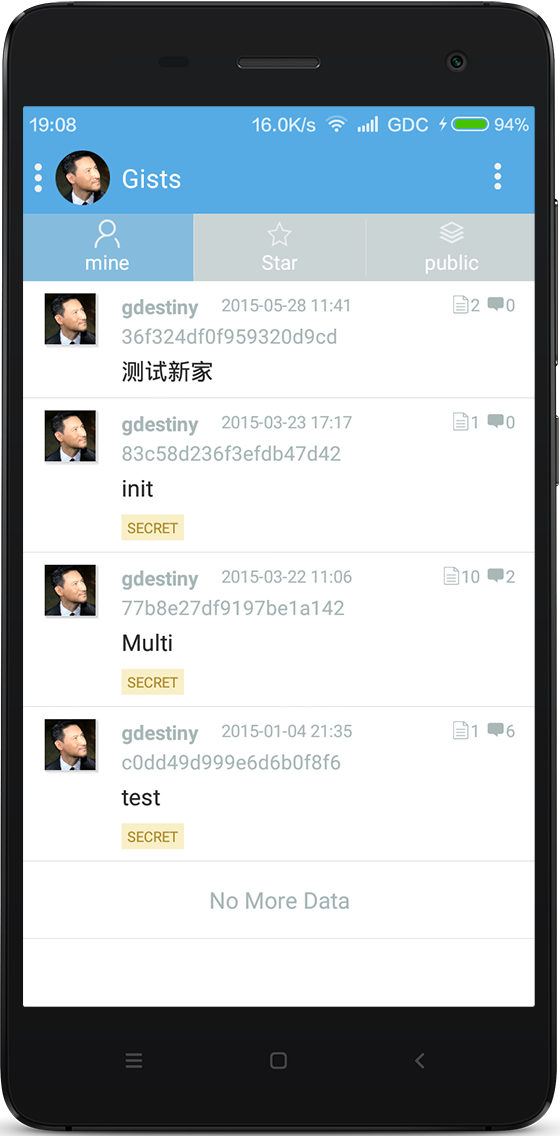 19:08 16.0K/s GDC 94%
Gists
mine Star public
gdestiny 2015-05-28 11:41 2 0
36f324df0f959320d9cd
测试新家
gdestiny 2015-03-23 17:17 1 0
83c58d236f3efdb47d42
init
SECRET
gdestiny 2015-03-22 11:06 10 2
77b8e27df9197be1a142
Multi
SECRET
gdestiny 2015-01-04 21:35 1 6
c0dd49d999e6d6b0f8f6
test
SECRET
No More Data